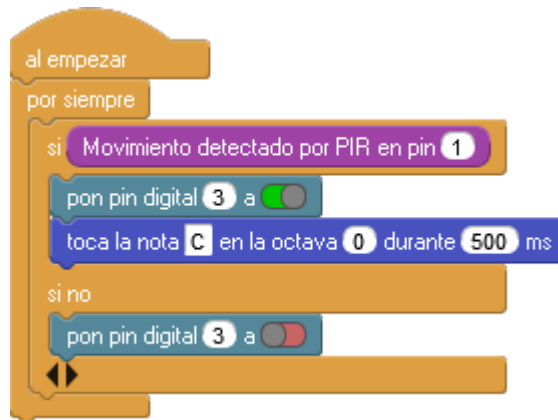 al empezar
por siempre
si Movimiento detectado por PIR en pin 1
pon pin digital 3 a
toca la nota C en la octava 0 durante 500 ms
si no
pon pin digital 3 a